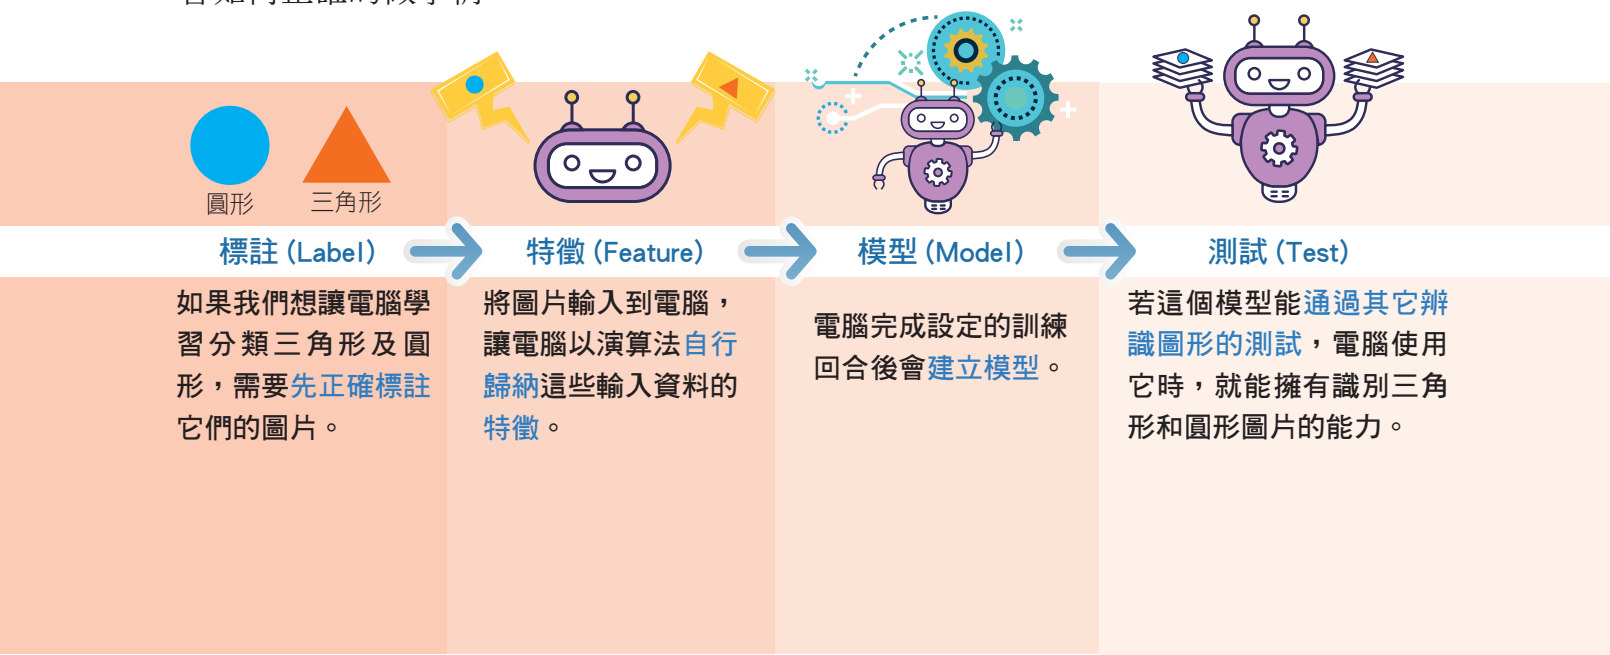 圓形
三角形
標註 (Label)
特徵 (Feature)
模型 (Model)
測試 (Test)
如果我們想讓電腦學
習分類三角形及圓
形，需要先正確標註
它們的圖片。
將圖片輸入到電腦，
讓電腦以演算法自行
歸納這些輸入資料的
特徵。
電腦完成設定的訓練
回合後會建立模型。
若這個模型能通過其它辨
識圖形的測試，電腦使用
它時，就能擁有識別三角
形和圓形圖片的能力。